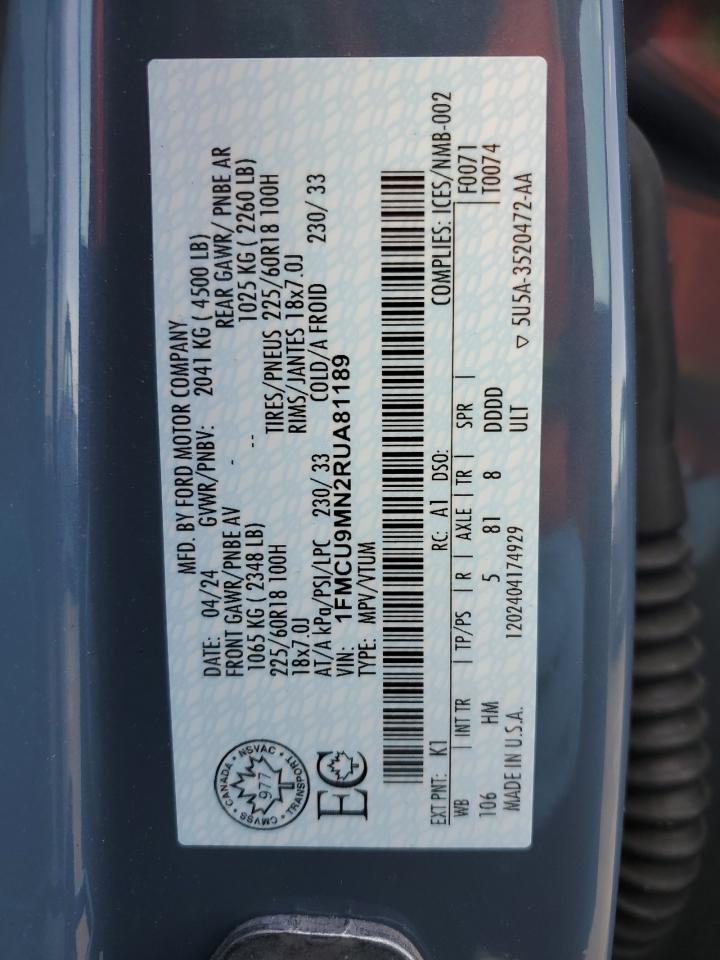 MFD. BY FORD MOTOR COMPANY
DATE: 04/24 GVWR/PNBV: 2041 KG ( 4500 LB)
FRONT GAWR/PNBE AV REAR GAWR/ PNBE AR
1065 KG ( 2348 LB) - -- 1025 KG ( 2260 LB)
225/60R18 100H TIRES/PNEUS 225/60R18 100H
18x7.0J RIMS/JANTES 18x7.0J
AT/A kPa/PSI/LPC 230/ 33 COLD/A FROID 230/ 33
VIN: 1FMCU9MN2RUA81189
TYPE: MPV/VTUM
CANADA • NSVAC • TRANSPORT • CMVSS •
977
EC
COMPLIES: ICES/NMB-002
EXT PNT: K1 RC: A1 DSO: F0071
WB INT TR TP/PS R AXLE TR SPR T0074
106 HM 5 81 8 DDDD
MADE IN U.S.A. 1202404174929 ULT ▽ 5U5A-3520472-AA